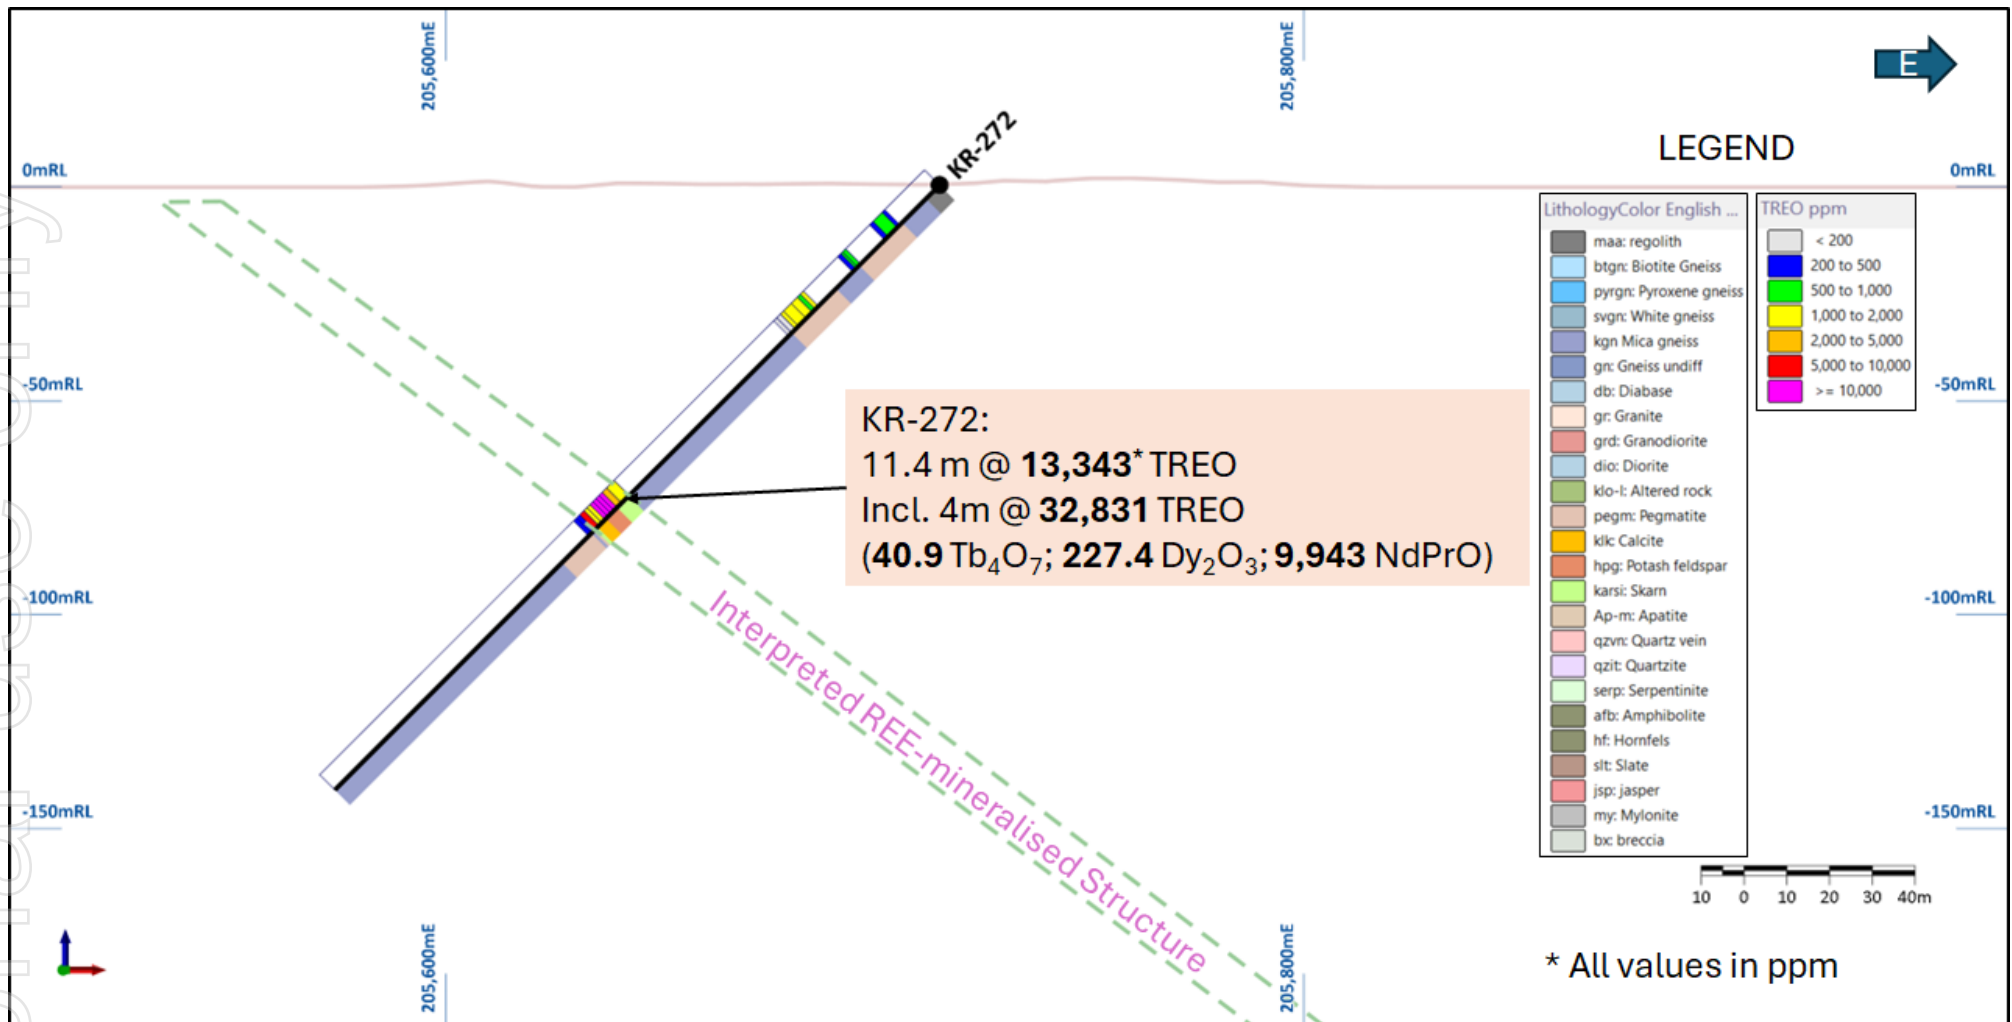 205,600mE
205,800mE
E
KR-272
0mRL
0mRL
LEGEND
LithologyColor English ...
maa: regolith
btgn: Biotite Gneiss
pyrgn: Pyroxene gneiss
svgn: White gneiss
kgn Mica gneiss
gn: Gneiss undiff
db: Diabase
gr: Granite
grd: Granodiorite
dio: Diorite
klo-l: Altered rock
pegm: Pegmatite
klk: Calcite
hpg: Potash feldspar
karsi: Skarn
Ap-m: Apatite
qzvn: Quartz vein
qzit: Quartzite
serp: Serpentinite
afb: Amphibolite
hf: Hornfels
slt: Slate
jsp: jasper
my: Mylonite
bx: breccia
TREO ppm
< 200
200 to 500
500 to 1,000
1,000 to 2,000
2,000 to 5,000
5,000 to 10,000
>= 10,000
-50mRL
-50mRL
KR-272:
11.4 m @ 13,343* TREO
Incl. 4m @ 32,831 TREO
(40.9 Tb₄O₇; 227.4 Dy₂O₃; 9,943 NdPrO)
-100mRL
-100mRL
Interpreted REE-mineralised Structure
-150mRL
-150mRL
10 0 10 20 30 40m
205,600mE
205,800mE
* All values in ppm